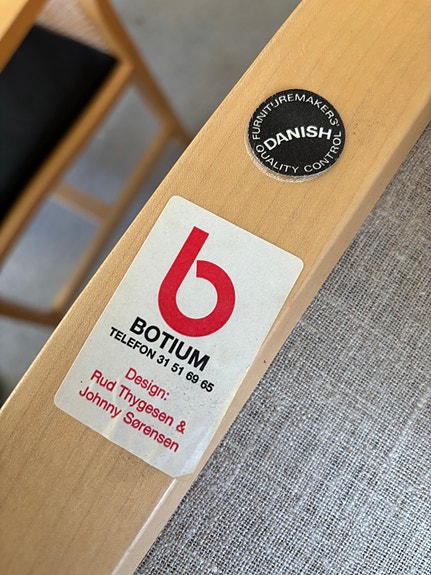 FURNITUREMAKERS'
DANISH
QUALITY CONTROL
b
BOTIUM
TELEFON 31 51 69 65
Design:
Rud Thygesen &
Johnny Sørensen